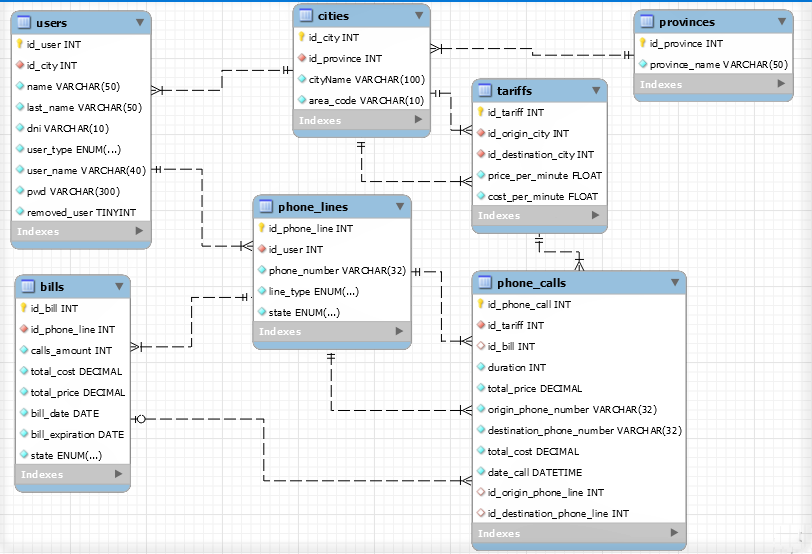 users
id_user INT
id_city INT
name VARCHAR(50)
last_name VARCHAR(50)
dni VARCHAR(10)
user_type ENUM(...)
user_name VARCHAR(40)
pwd VARCHAR(300)
removed_user TINYINT
Indexes
cities
id_city INT
id_province INT
cityName VARCHAR(100)
area_code VARCHAR(10)
Indexes
provinces
id_province INT
province_name VARCHAR(50)
Indexes
tariffs
id_tariff INT
id_origin_city INT
id_destination_city INT
price_per_minute FLOAT
cost_per_minute FLOAT
Indexes
phone_lines
id_phone_line INT
id_user INT
phone_number VARCHAR(32)
line_type ENUM(...)
state ENUM(...)
Indexes
bills
id_bill INT
id_phone_line INT
calls_amount INT
total_cost DECIMAL
total_price DECIMAL
bill_date DATE
bill_expiration DATE
state ENUM(...)
Indexes
phone_calls
id_phone_call INT
id_tariff INT
id_bill INT
duration INT
total_price DECIMAL
origin_phone_number VARCHAR(32)
destination_phone_number VARCHAR(32)
total_cost DECIMAL
date_call DATETIME
id_origin_phone_line INT
id_destination_phone_line INT
Indexes